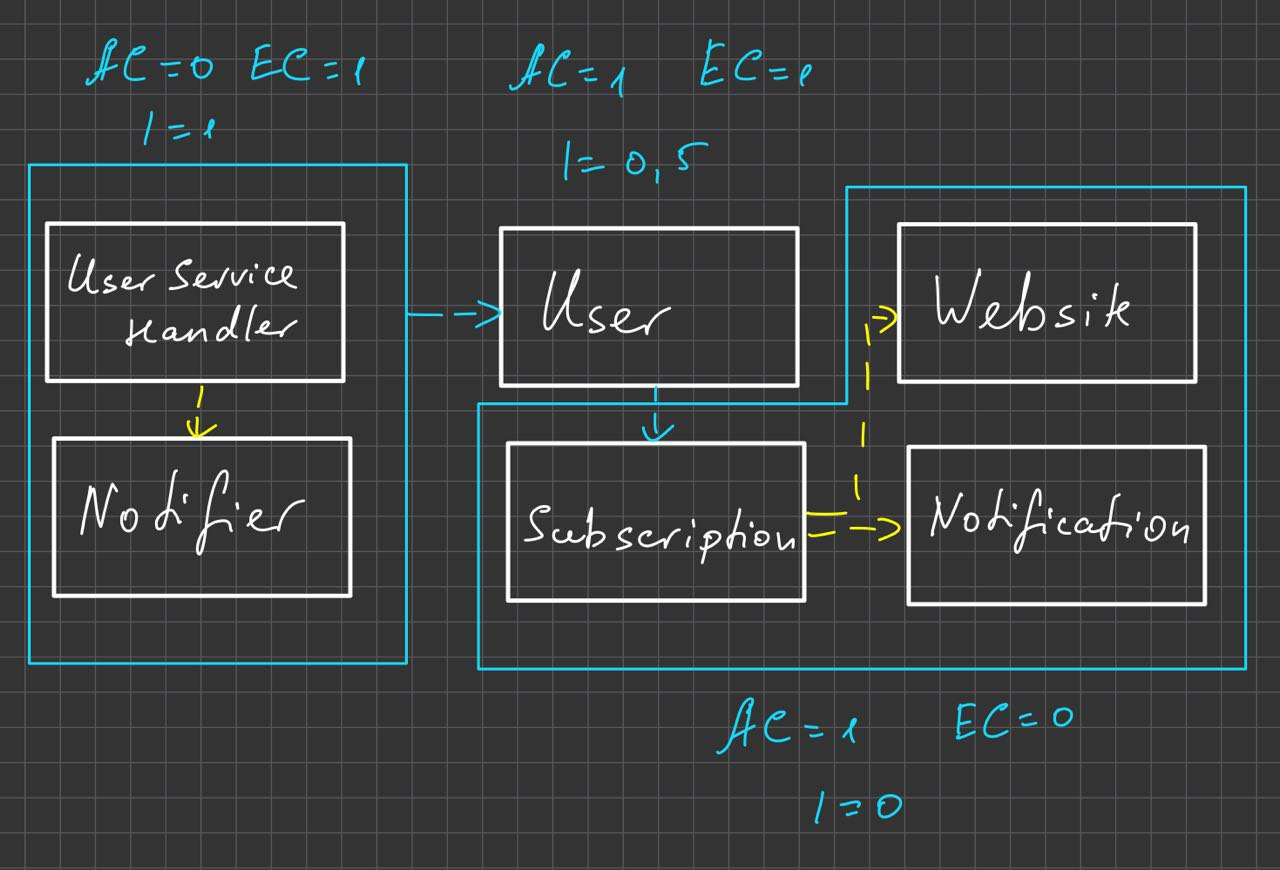 AC=0 EC=1
I=1
AC=1 EC=1
I=0,5
User Service
Handler
Notifier
User
Subscription
Website
Notification
AC=1 EC=0
I=0